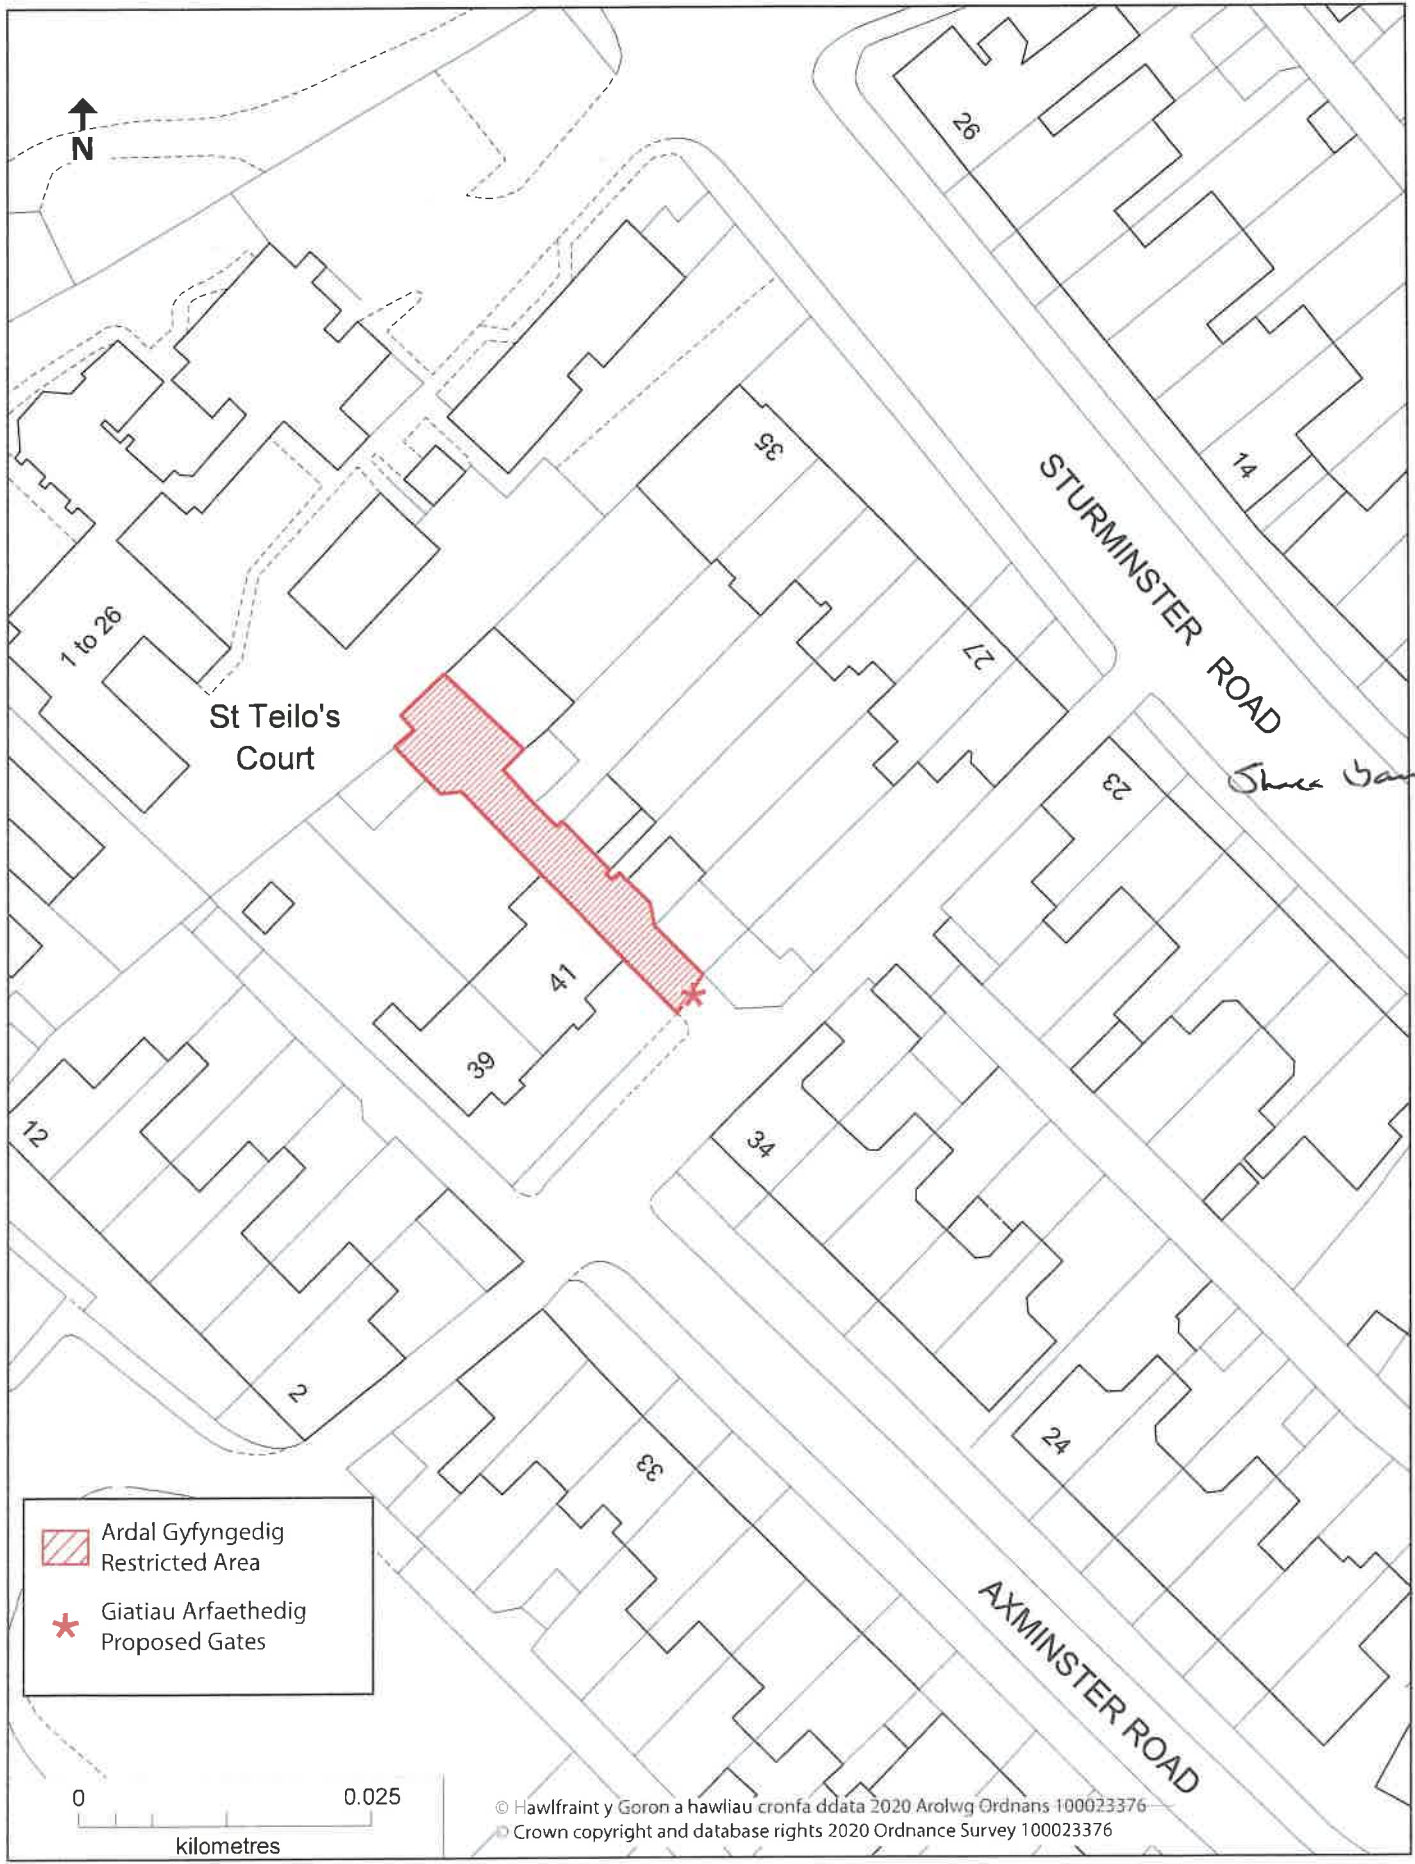 N
26
35
14
STURMINSTER ROAD
1 to 26
27
St Teilo's
Court
23
41
39
12
34
2
24
33
Ardal Gyfyngedig
Restricted Area
Giatiau Arfaethedig
Proposed Gates
AXMINSTER ROAD
0 0.025
kilometres
© Hawlfraint y Goron a hawliau cronfa ddata 2020 Arolwg Ordnans 100023376
© Crown copyright and database rights 2020 Ordnance Survey 100023376